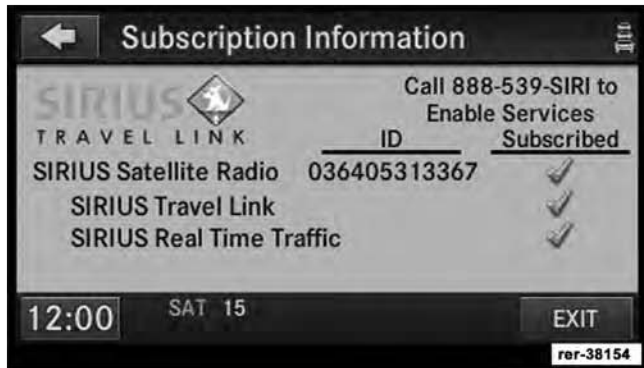 Subscription Information
SIRIUS
TRAVEL LINK
Call 888-539-SIRI to
Enable Services
ID Subscribed
SIRIUS Satellite Radio 036405313367
SIRIUS Travel Link
SIRIUS Real Time Traffic
12:00 SAT 15 EXIT
rer-38154